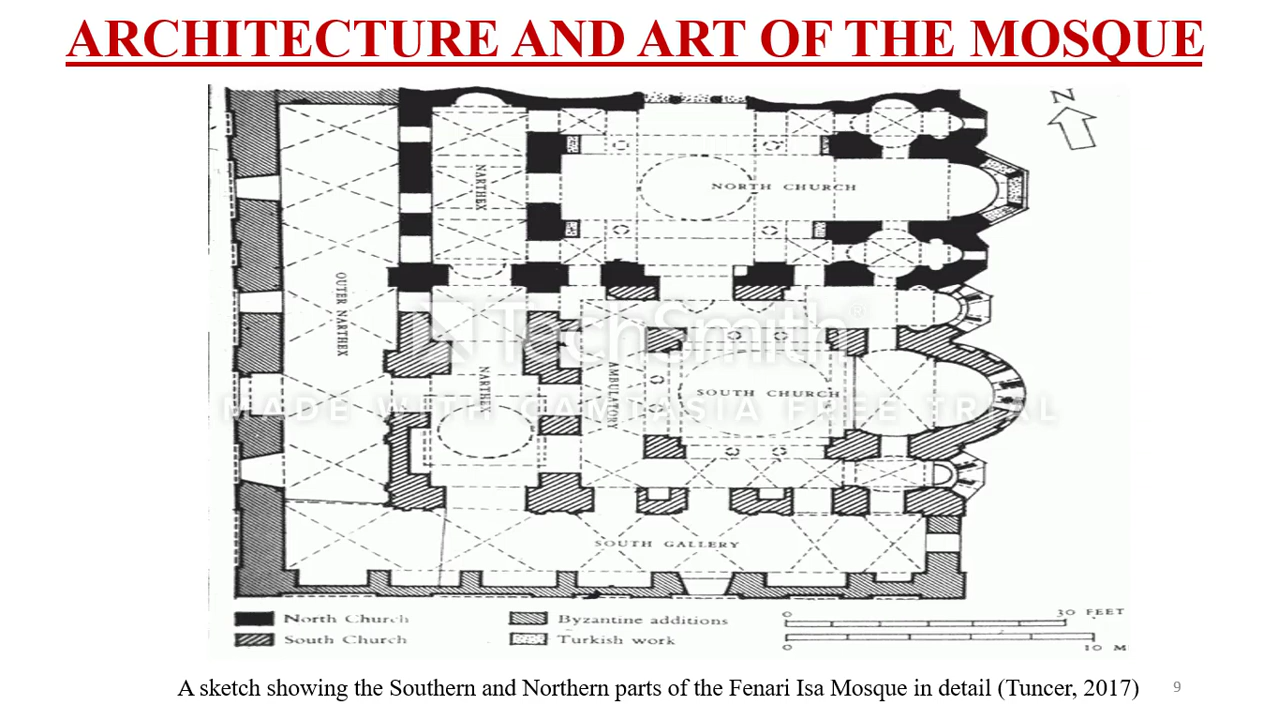 ARCHITECTURE AND ART OF THE MOSQUE
N
NARTHEX
NORTH CHURCH
OUTER NARTHEX
TechSmith®
NARTHEX
AMBULATORY
SOUTH CHURCH
MADE WITH CAMTASIA FREE TRIAL
SOUTH GALLERY
North Church
South Church
Byzantine additions
Turkish work
0 30 FEET
0 10 M
A sketch showing the Southern and Northern parts of the Fenari Isa Mosque in detail (Tuncer, 2017)
9